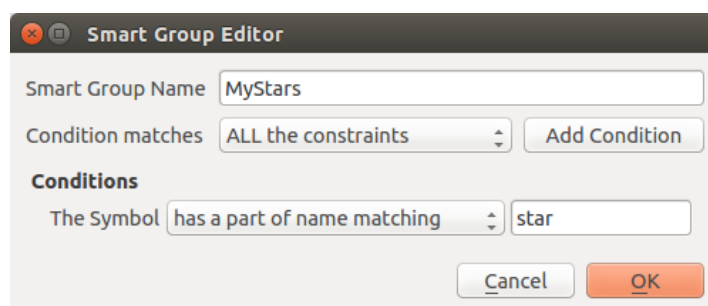 Smart Group Editor
Smart Group Name MyStars
Condition matches ALL the constraints Add Condition
Conditions
The Symbol has a part of name matching star
Cancel OK